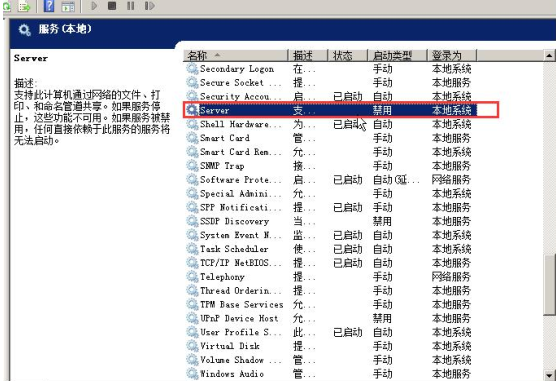 服务(本地)
Server
描述:
支持此计算机通过网络的文件、打
印、和命名管道共享。如果服务停
止，这些功能不可用。如果服务被禁
用，任何直接依赖于此服务的服务将
无法启动。
名称 描述 状态 启动类型 登录为
Secondary Logon 在... 手动 本地系统
Secure Socket ... 提... 手动 本地服务
Security Accou... 启... 已启动 自动 本地系统
Server 支... 禁用 本地系统
Shell Hardware... 为... 已启动 自动 本地系统
Smart Card 管... 手动 本地服务
Smart Card Rem... 允... 手动 本地系统
SNMP Trap 接... 手动 本地服务
Software Prote... 启... 已启动 自动(延... 网络服务
Special Admini... 允... 手动 本地系统
SPP Notificati... 提... 已启动 手动 本地服务
SSDP Discovery 当... 禁用 本地服务
System Event N... 监... 已启动 自动 本地系统
Task Scheduler 使... 已启动 自动 本地系统
TCP/IP NetBIOS... 提... 已启动 自动 本地服务
Telephony 提... 手动 网络服务
Thread Orderin... 提... 手动 本地服务
TPM Base Services 允... 手动 本地服务
UPnP Device Host 允... 禁用 本地服务
User Profile S... 此... 已启动 自动 本地系统
Virtual Disk 提... 手动 本地系统
Volume Shadow ... 管... 手动 本地系统
Windows Audio 管... 手动 本地服务